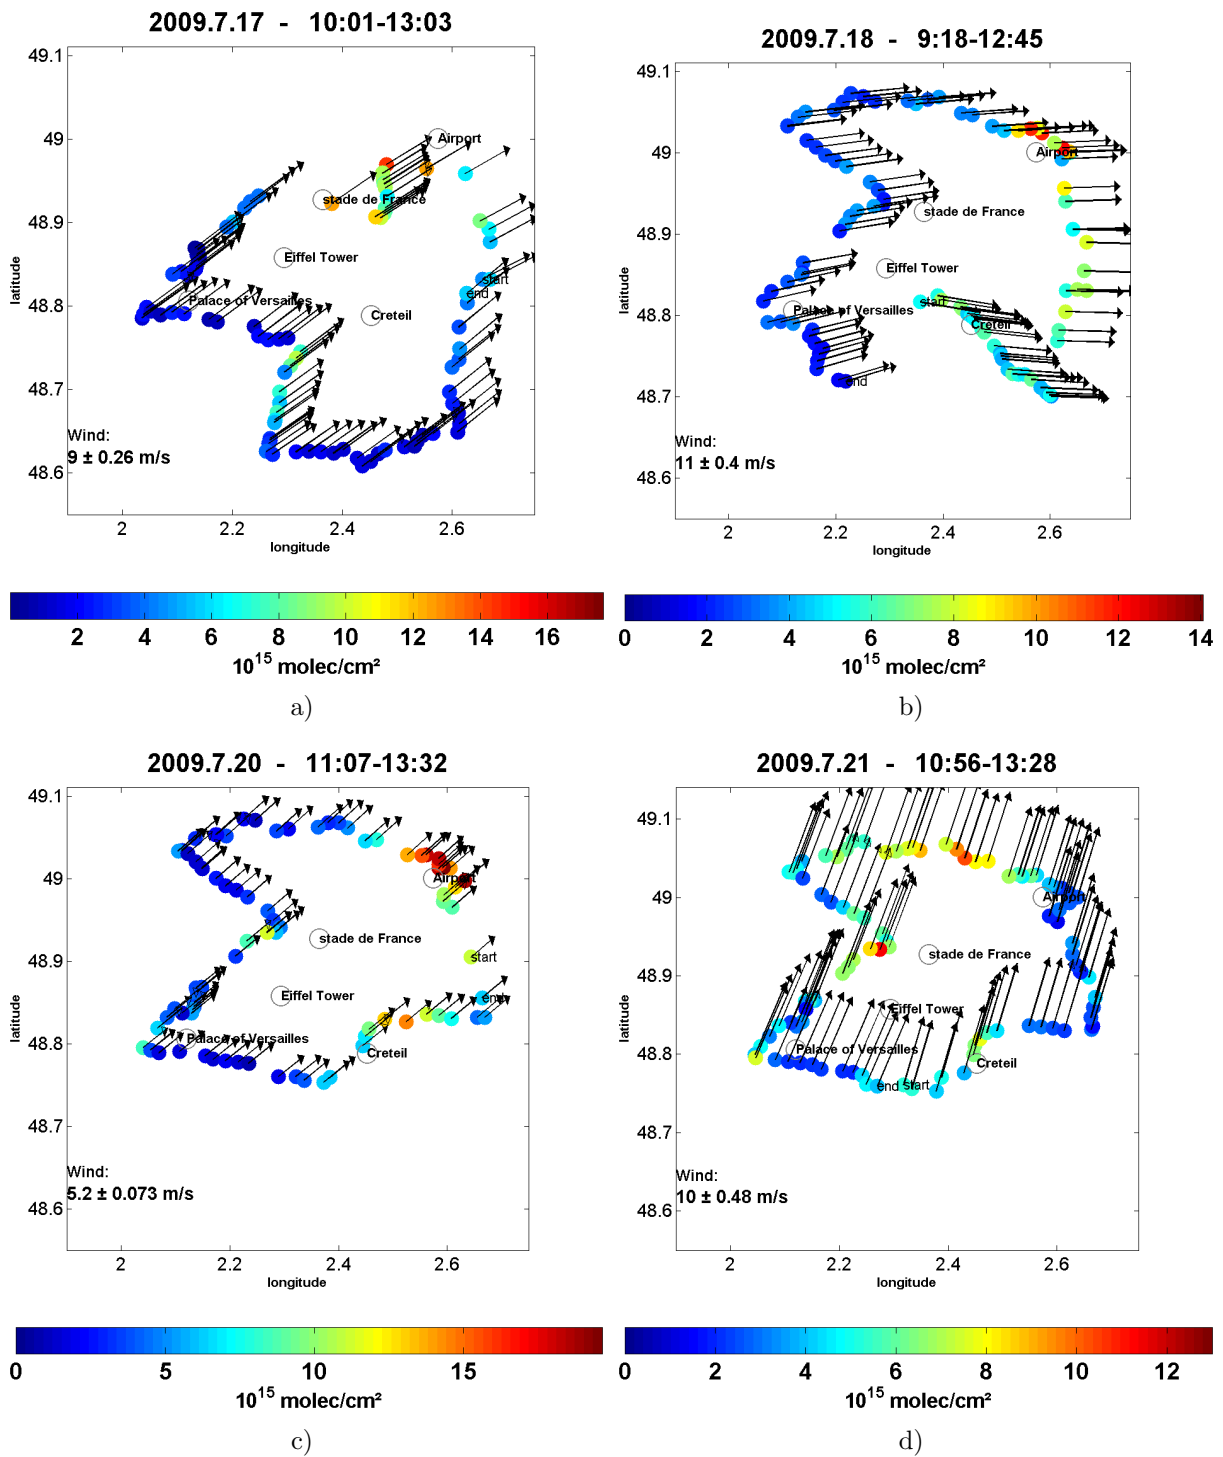 2009.7.17 - 10:01-13:03
49.1
49
48.9
48.8
48.7
48.6
latitude
Airport
stade de France
Eiffel Tower
start
end
Palace of Versailles
Creteil
Wind:
9 ± 0.26 m/s
2 2.2 2.4 2.6
longitude
2 4 6 8 10 12 14 16
10¹⁵ molec/cm²
a)
2009.7.18 - 9:18-12:45
49.1
49
48.9
48.8
48.7
48.6
latitude
Airport
stade de France
Eiffel Tower
Palace of Versailles
start
Creteil
end
Wind:
11 ± 0.4 m/s
2 2.2 2.4 2.6
longitude
0 2 4 6 8 10 12 14
10¹⁵ molec/cm²
b)
2009.7.20 - 11:07-13:32
49.1
49
48.9
48.8
48.7
48.6
latitude
Airport
stade de France
start
Eiffel Tower
end
Palace of Versailles
Creteil
Wind:
5.2 ± 0.073 m/s
2 2.2 2.4 2.6
longitude
0 5 10 15
10¹⁵ molec/cm²
c)
2009.7.21 - 10:56-13:28
49.1
49
48.9
48.8
48.7
48.6
latitude
Airport
stade de France
Eiffel Tower
Palace of Versailles
Creteil
end start
Wind:
10 ± 0.48 m/s
2 2.2 2.4 2.6
longitude
0 2 4 6 8 10 12
10¹⁵ molec/cm²
d)